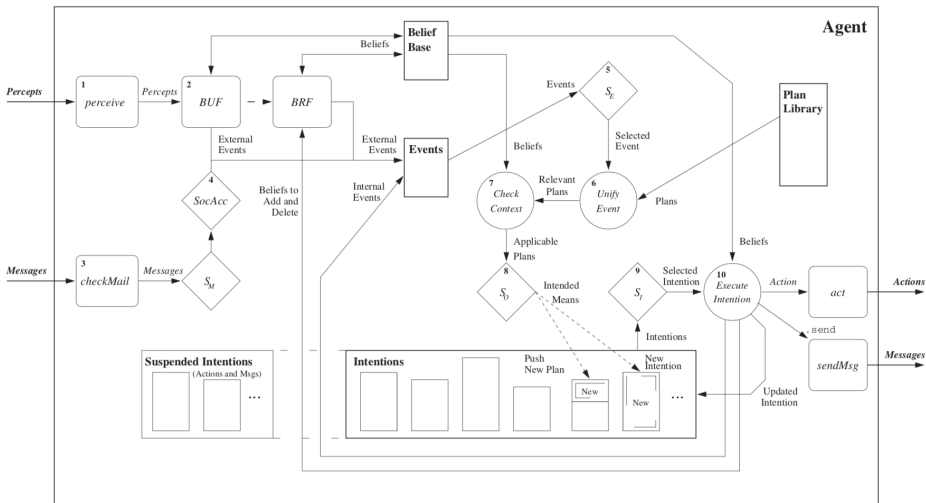 Agent
Belief
Base
Beliefs
5
Events
S_E
Plan
Library
Percepts
1
perceive
Percepts
2
BUF
BRF
External
Events
External
Events
Events
Selected
Event
Beliefs
4
SocAcc
Beliefs to
Add and
Delete
Internal
Events
7
Check
Context
Relevant
Plans
6
Unify
Event
Plans
Applicable
Plans
Beliefs
Messages
3
checkMail
Messages
S_M
8
S_O
Intended
Means
9
S_I
Selected
Intention
10
Execute
Intention
Action
act
Actions
.send
sendMsg
Messages
Intentions
Suspended Intentions
(Actions and Msgs)
...
Intentions
Push
New Plan
New
Intention
New
New
...
Updated
Intention